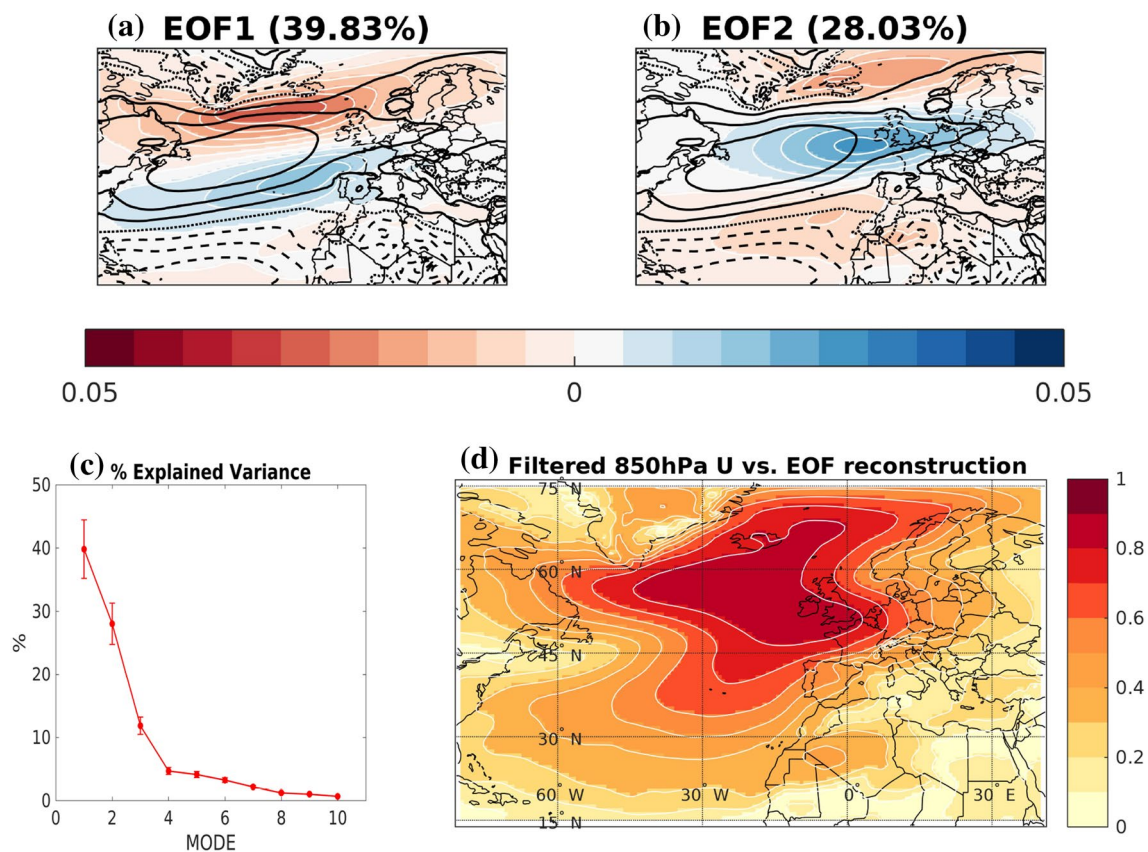 (a) EOF1 (39.83%)
(b) EOF2 (28.03%)
0.05 0 0.05
(c) % Explained Variance
50
40
30
20
10
0
%
2 4 6 8 10
MODE
(d) Filtered 850hPa U vs. EOF reconstruction
75° N
60° N
45° N
30° N
15° N
60° W 30° W 0° 30° E
1
0.8
0.6
0.4
0.2
0